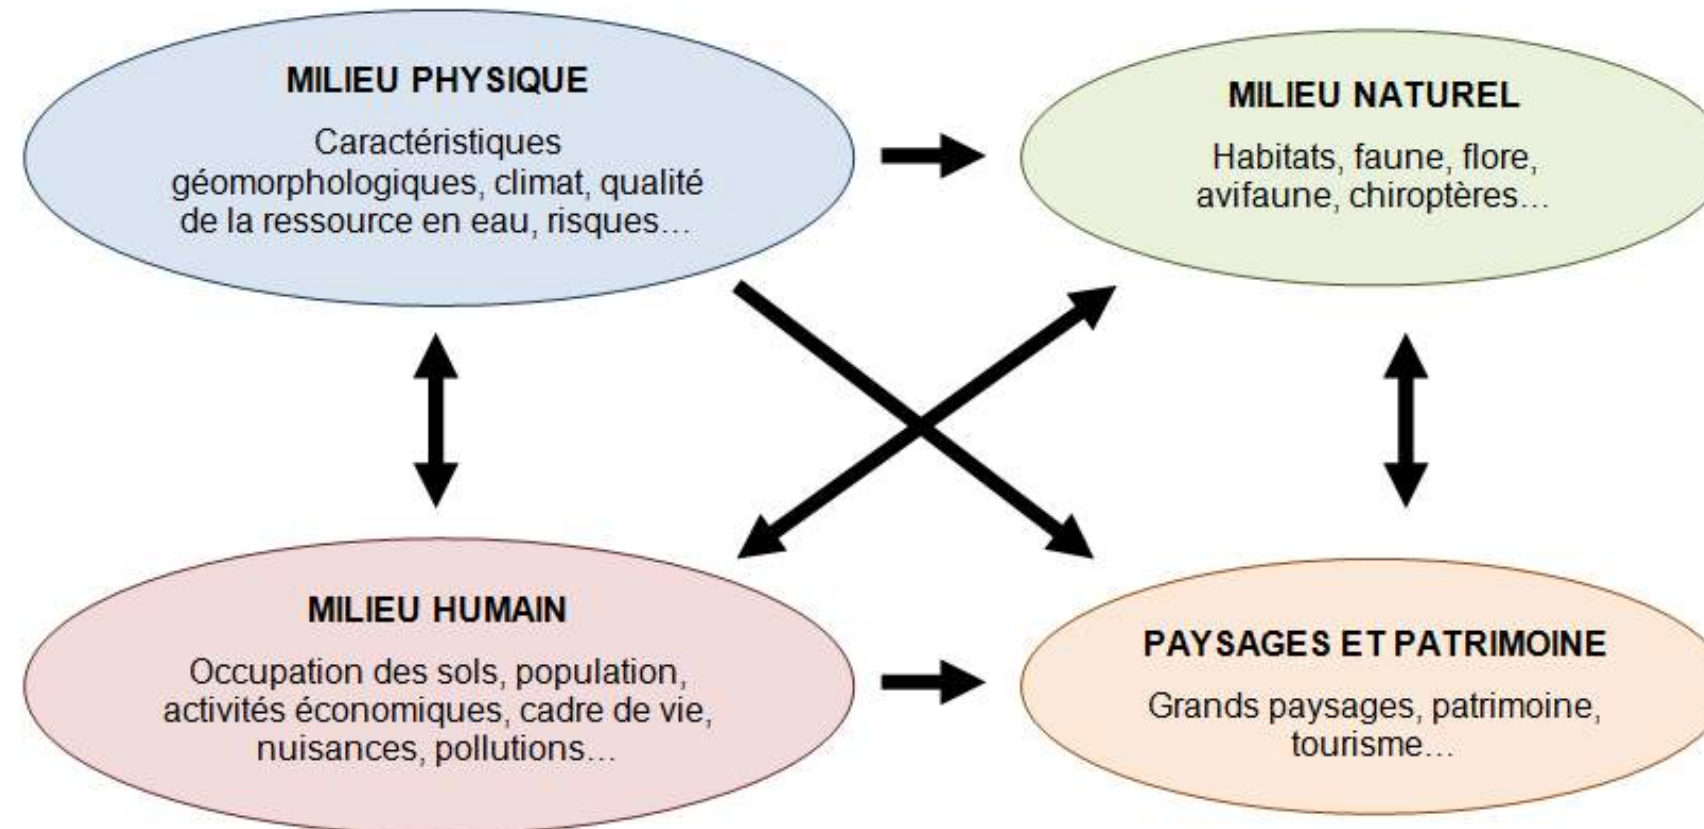 MILIEU PHYSIQUE
Caractéristiques
géomorphologiques, climat, qualité
de la ressource en eau, risques…
MILIEU NATUREL
Habitats, faune, flore,
avifaune, chiroptères…
MILIEU HUMAIN
Occupation des sols, population,
activités économiques, cadre de vie,
nuisances, pollutions…
PAYSAGES ET PATRIMOINE
Grands paysages, patrimoine,
tourisme…